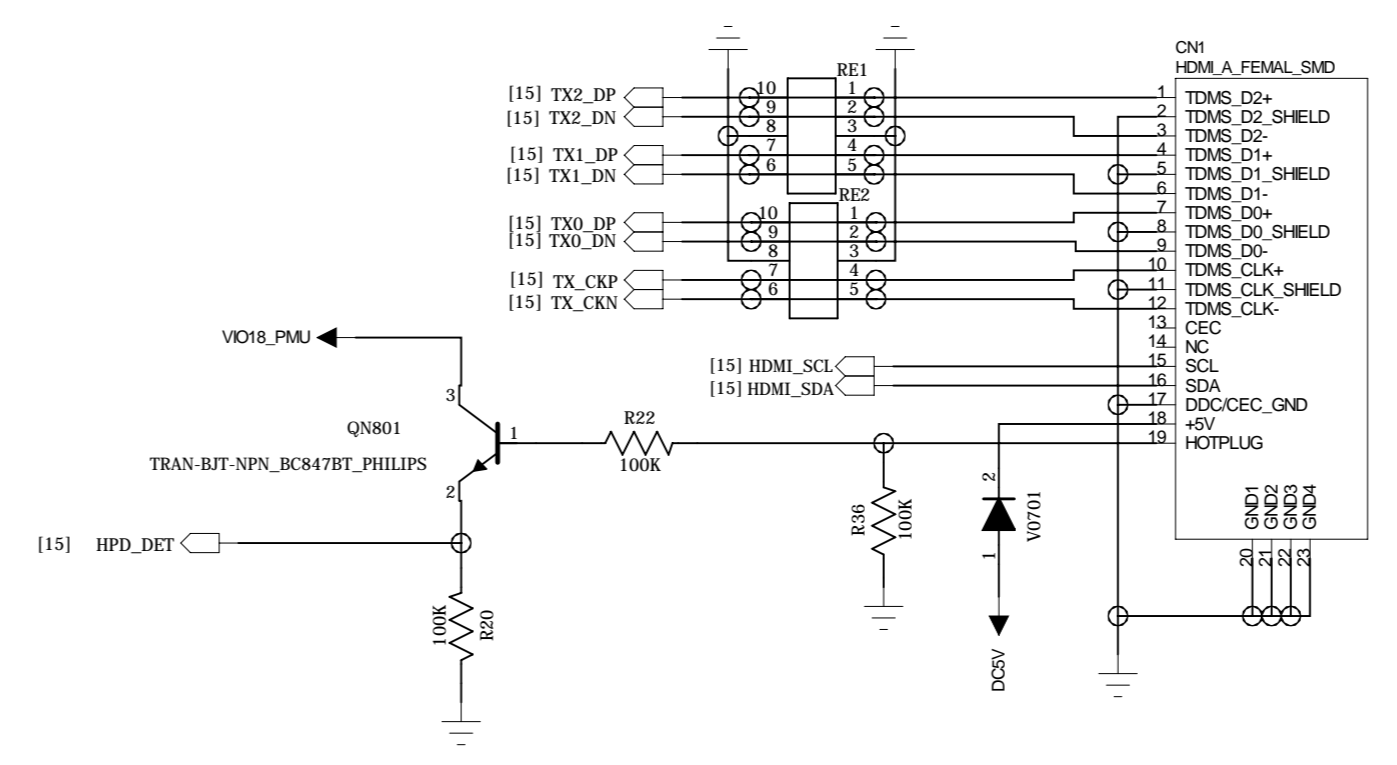 CN1
HDMI_A_FEMAL_SMD
RE1
[15] TX2_DP 10 1 1 TDMS_D2+
[15] TX2_DN 9 2 2 TDMS_D2_SHIELD
8 3 3 TDMS_D2-
[15] TX1_DP 7 4 4 TDMS_D1+
[15] TX1_DN 6 5 5 TDMS_D1_SHIELD
6 TDMS_D1-
RE2
[15] TX0_DP 10 1 7 TDMS_D0+
[15] TX0_DN 9 2 8 TDMS_D0_SHIELD
8 3 9 TDMS_D0-
[15] TX_CKP 7 4 10 TDMS_CLK+
[15] TX_CKN 6 5 11 TDMS_CLK_SHIELD
12 TDMS_CLK-
13 CEC
14 NC
[15] HDMI_SCL 15 SCL
[15] HDMI_SDA 16 SDA
17 DDC/CEC_GND
18 +5V
19 HOTPLUG
VIO18_PMU
3
QN801
TRAN-BJT-NPN_BC847BT_PHILIPS
1
2
R22
100K
R36
100K
2
V0701
1
DC5V
GND1
GND2
GND3
GND4
20
21
22
23
[15] HPD_DET
100K
R20